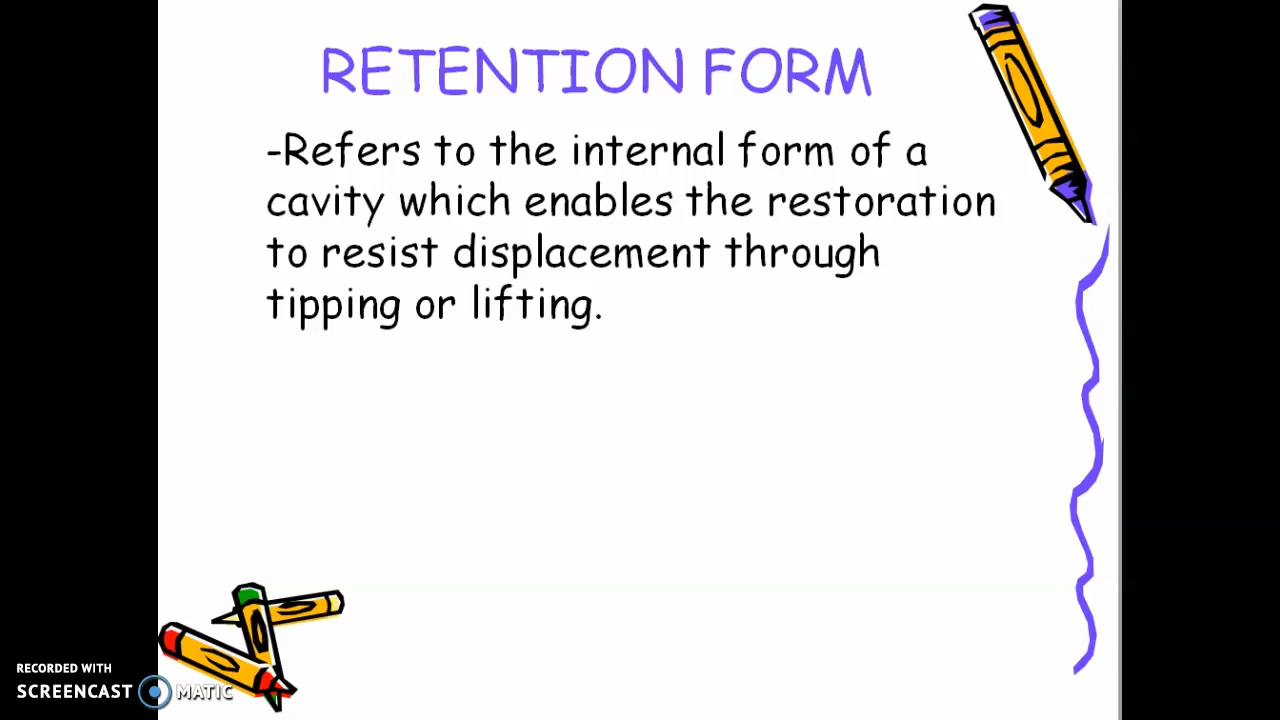 RETENTION FORM
-Refers to the internal form of a
cavity which enables the restoration
to resist displacement through
tipping or lifting.
RECORDED WITH
SCREENCAST MATIC